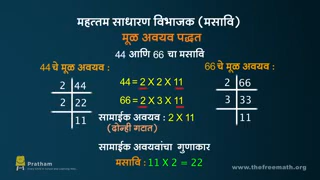 महत्तम साधारण विभाजक (मसावि)
मूळ अवयव पद्धत
44 आणि 66 चा मसावि
44 चे मूळ अवयव :
2 44
2 22
11
44 = 2 X 2 X 11
66 = 2 X 3 X 11
सामाईक अवयव : 2 X 11
(दोन्ही गटात)
66 चे मूळ अवयव :
2 66
3 33
11
सामाईक अवयवांचा गुणाकार
मसावि : 11 X 2 = 22
Pratham
www.thefreemath.org